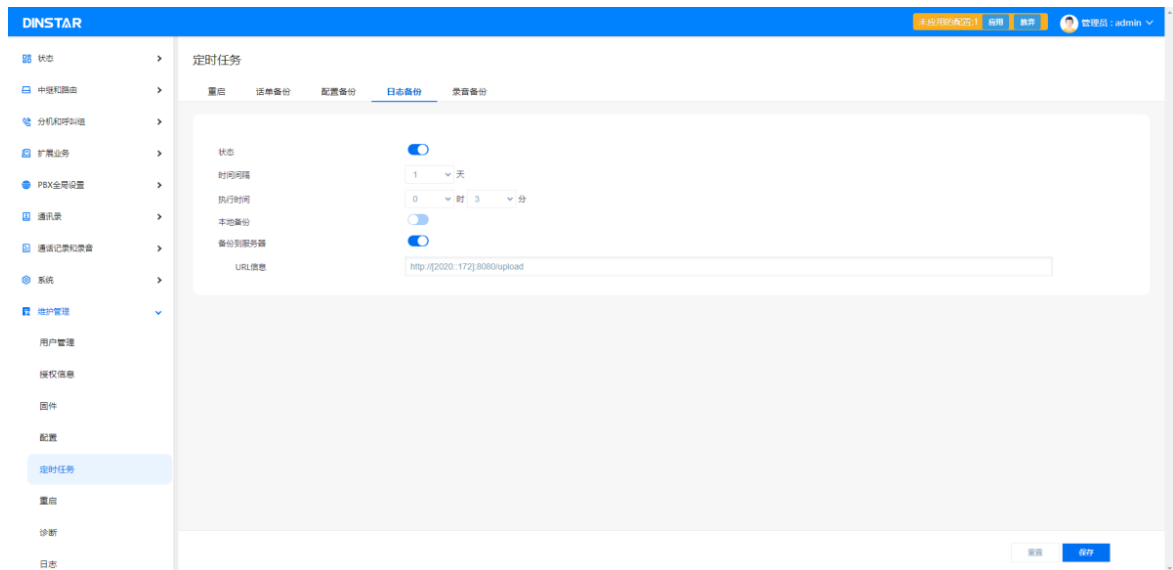 DINSTAR
未应用的配置:1 应用 放弃 管理员 : admin
状态
中继和路由
分机和呼叫组
扩展业务
PBX全局设置
通讯录
通话记录和录音
系统
维护管理
用户管理
授权信息
固件
配置
定时任务
重启
诊断
日志
定时任务
重启 话单备份 配置备份 日志备份 录音备份
状态
时间间隔 1 天
执行时间 0 时 3 分
本地备份
备份到服务器
URL信息 http://[2020::172]:8080/upload
重置 保存